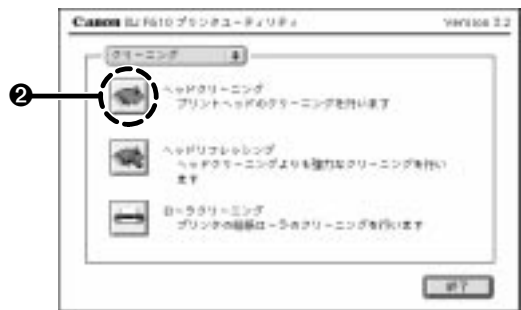 Canon BJ F610 プリンタユーティリティ Version 3.2
クリーニング
❷
ヘッドクリーニング
プリントヘッドのクリーニングを行います
ヘッドリフレッシング
ヘッドクリーニングよりも強力なクリーニングを行い
ます
ローラクリーニング
プリンタの給紙ローラのクリーニングを行います
終了